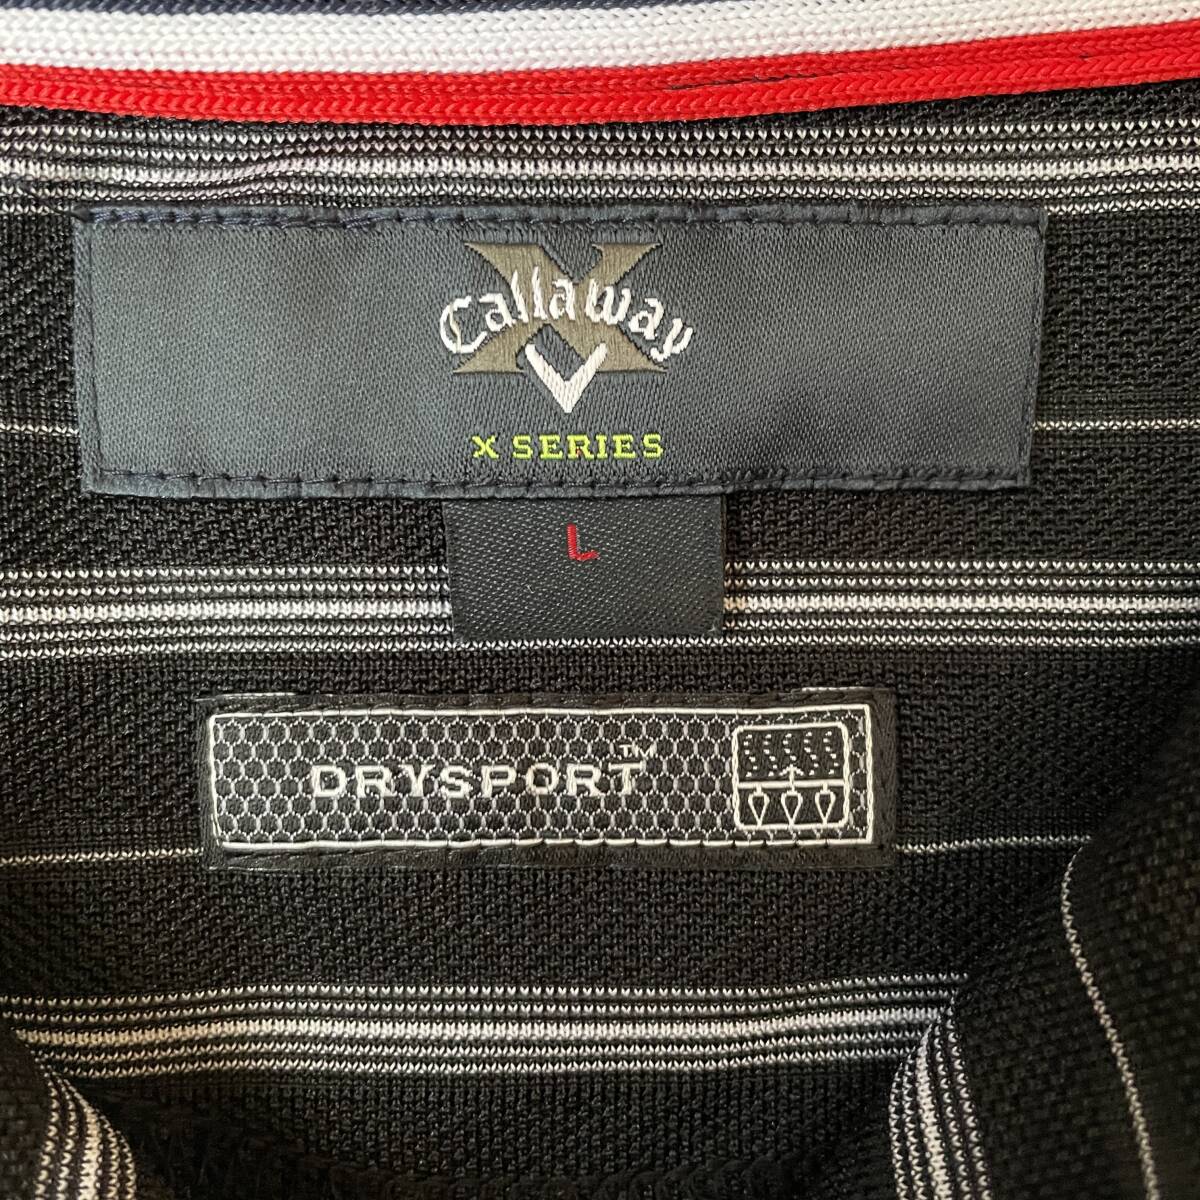 Callaway
X SERIES
L
DRYSPORT™